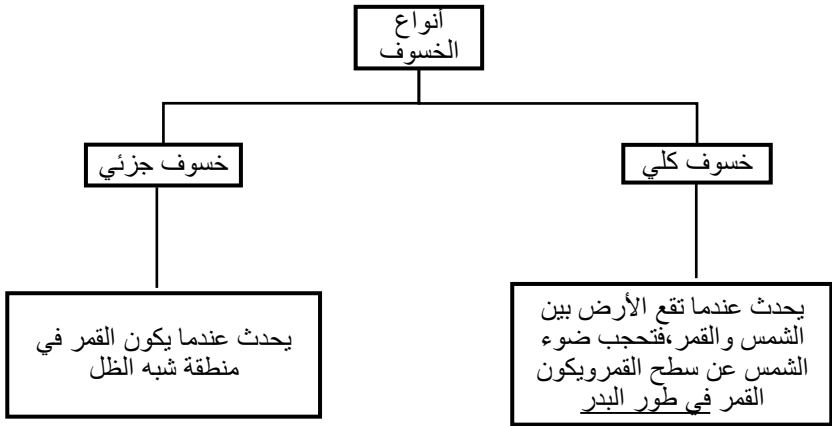 أنواع
الخسوف
خسوف كلي
خسوف جزئي
يحدث عندما تقع الأرض بين
الشمس والقمر،فتحجب ضوء
الشمس عن سطح القمرويكون
القمر في طور البدر
يحدث عندما يكون القمر في
منطقة شبه الظل